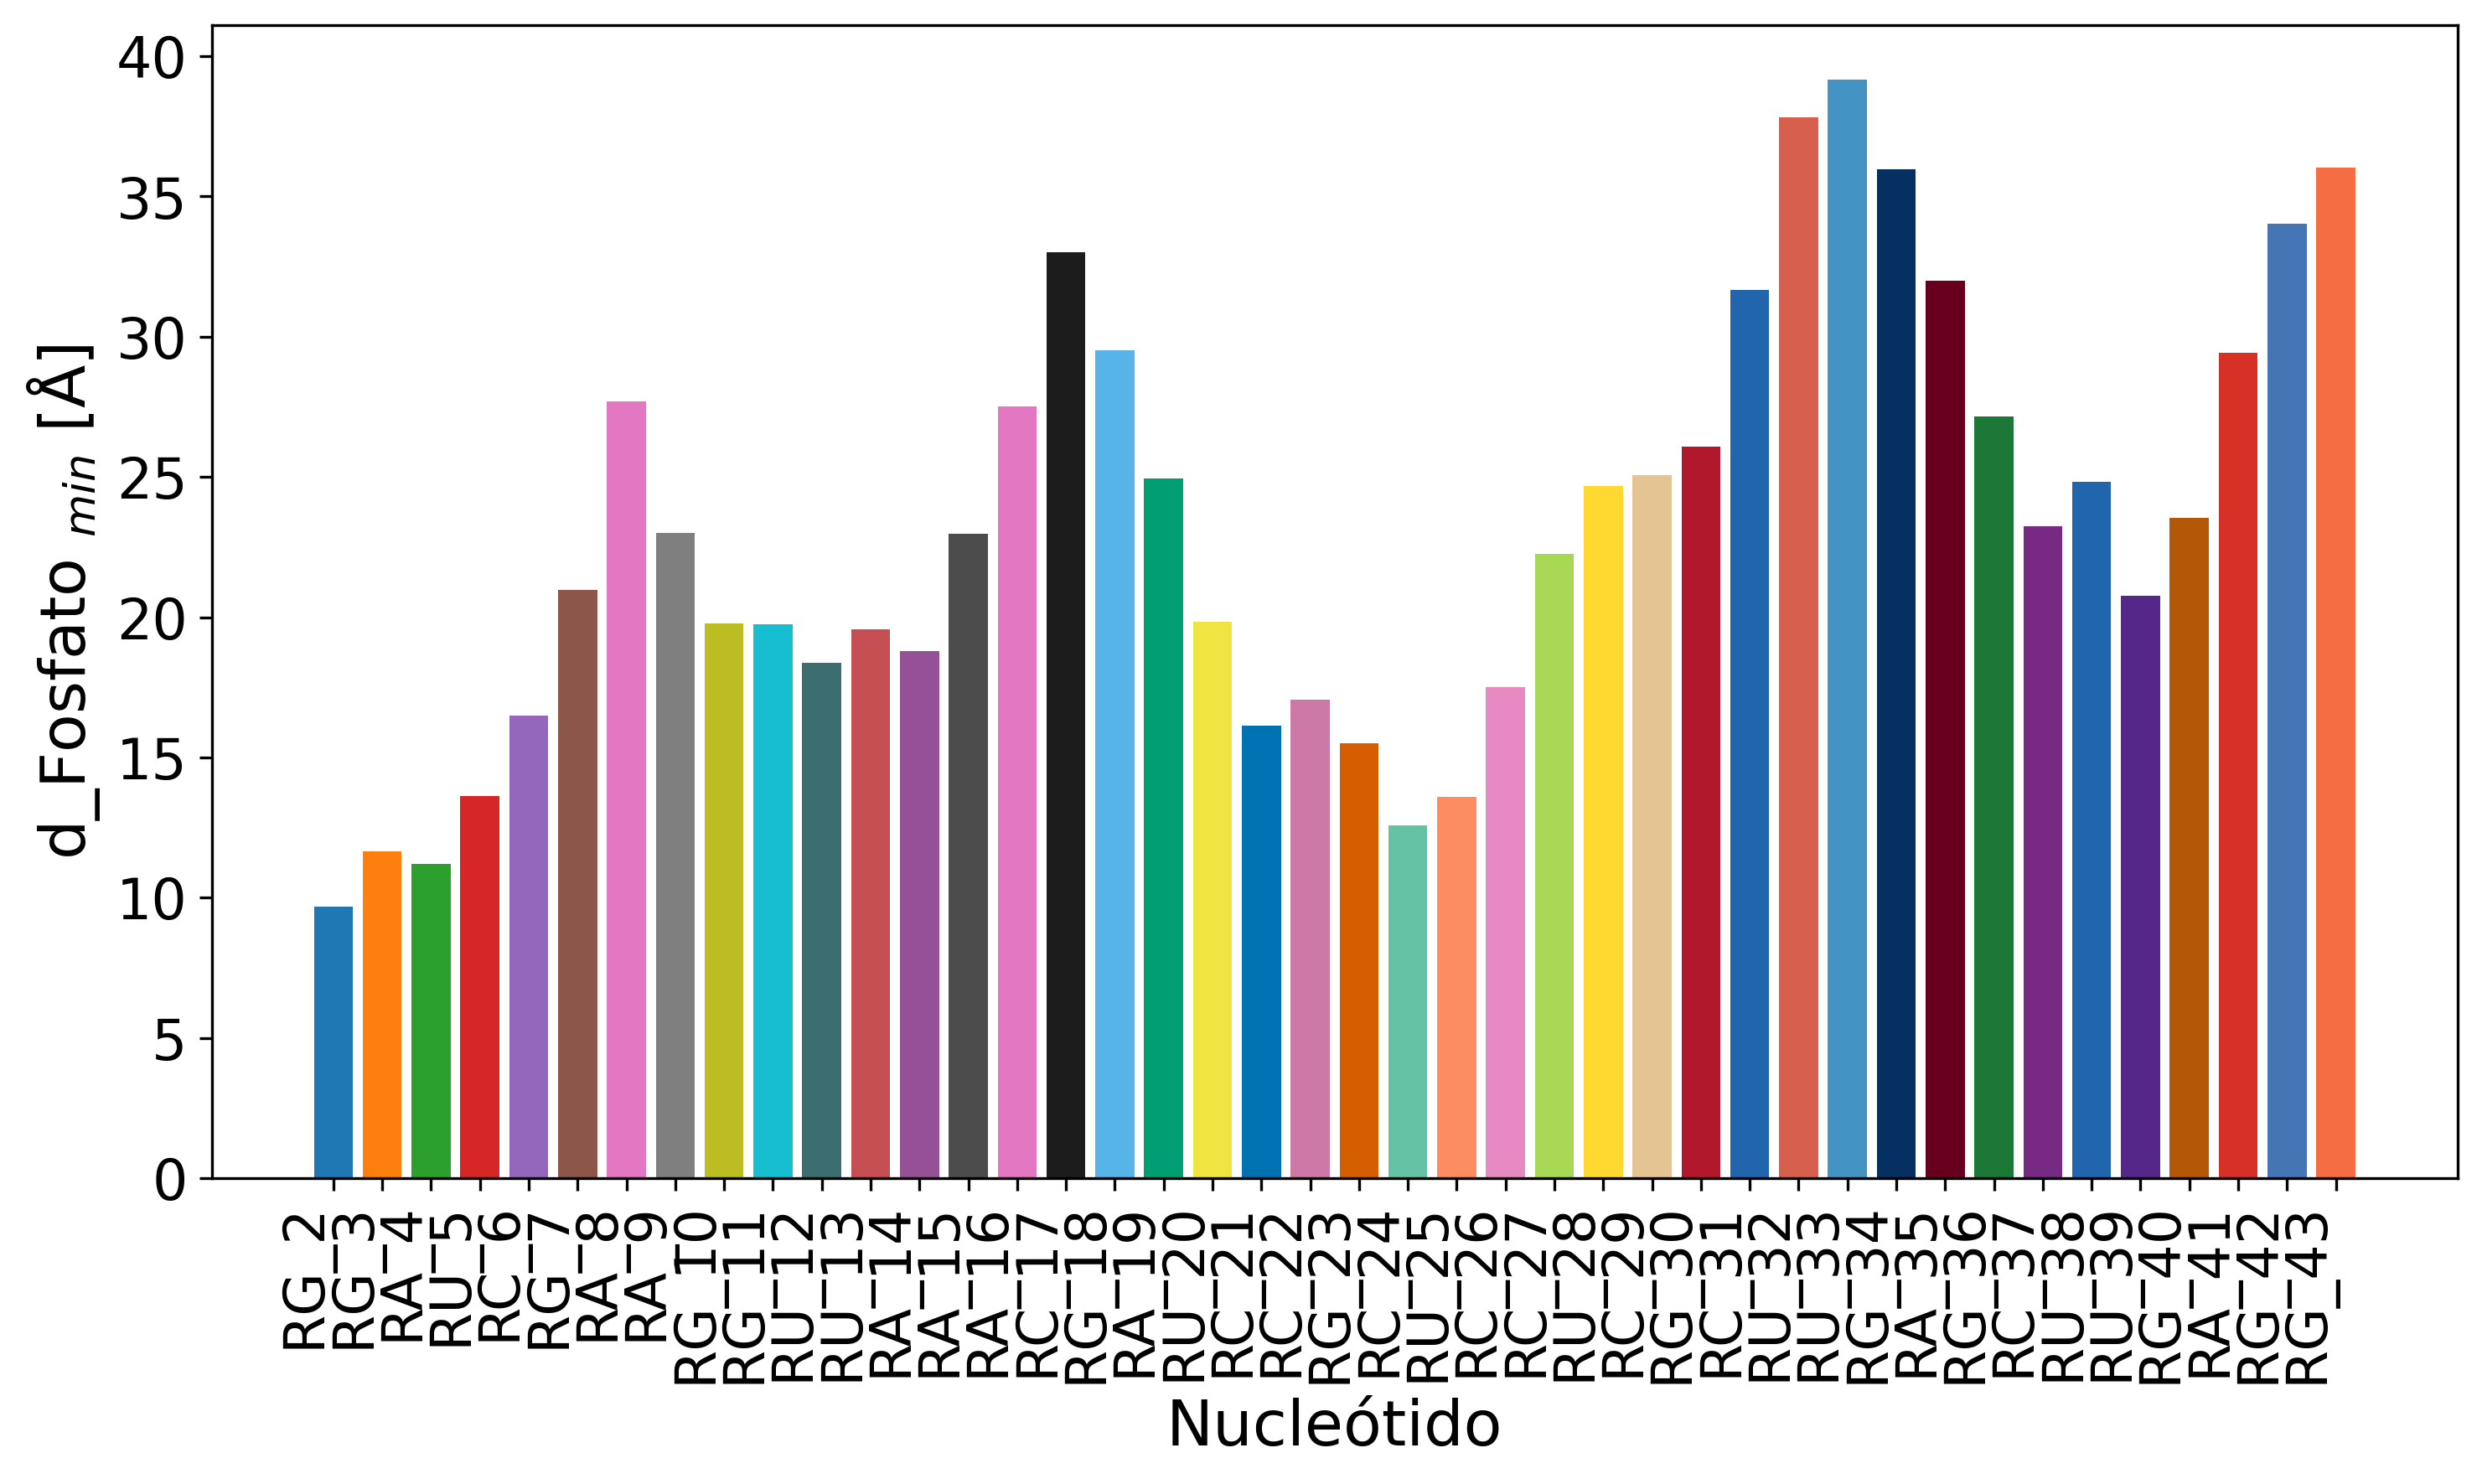 40
35
30
25
20
15
10
5
0
d_Fosfato min [Å]
RG_2
RG_3
RA_4
RU_5
RC_6
RG_7
RA_8
RA_9
RG_10
RG_11
RU_12
RU_13
RA_14
RA_15
RA_16
RC_17
RG_18
RA_19
RU_20
RC_21
RC_22
RG_23
RC_24
RU_25
RC_26
RC_27
RU_28
RC_29
RG_30
RC_31
RU_32
RU_33
RG_34
RA_35
RG_36
RC_37
RU_38
RU_39
RG_40
RA_41
RG_42
RG_43
Nucleótido